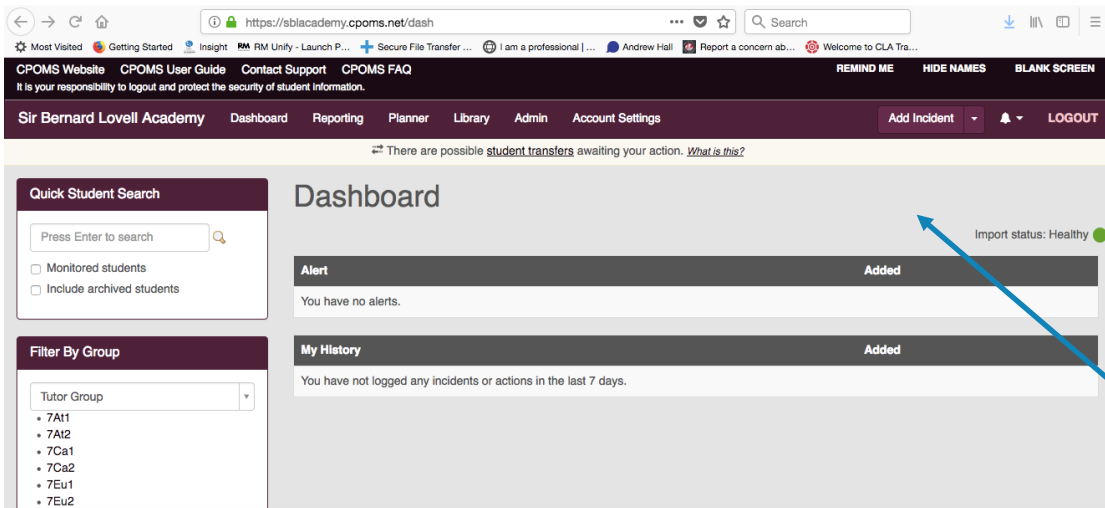 https://sblacademy.cpoms.net/dash
Search
Most Visited Getting Started Insight RM RM Unify - Launch P... Secure File Transfer ... I am a professional | ... Andrew Hall Report a concern ab... Welcome to CLA Tra...
CPOMS Website CPOMS User Guide Contact Support CPOMS FAQ REMIND ME HIDE NAMES BLANK SCREEN
It is your responsibility to logout and protect the security of student information.
Sir Bernard Lovell Academy Dashboard Reporting Planner Library Admin Account Settings Add Incident LOGOUT
There are possible student transfers awaiting your action. What is this?
Quick Student Search
Press Enter to search
Monitored students
Include archived students
Filter By Group
Tutor Group
7At1
7At2
7Ca1
7Ca2
7Eu1
7Eu2
Dashboard
Import status: Healthy
Alert Added
You have no alerts.
My History Added
You have not logged any incidents or actions in the last 7 days.